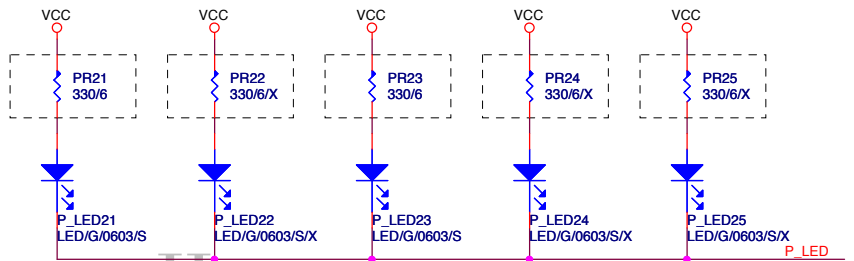 VCC VCC VCC VCC VCC
PR21 PR22 PR23 PR24 PR25
330/6 330/6/X 330/6 330/6/X 330/6/X
P_LED21 P_LED22 P_LED23 P_LED24 P_LED25
LED/G/0603/S LED/G/0603/S/X LED/G/0603/S LED/G/0603/S/X LED/G/0603/S/X
P_LED